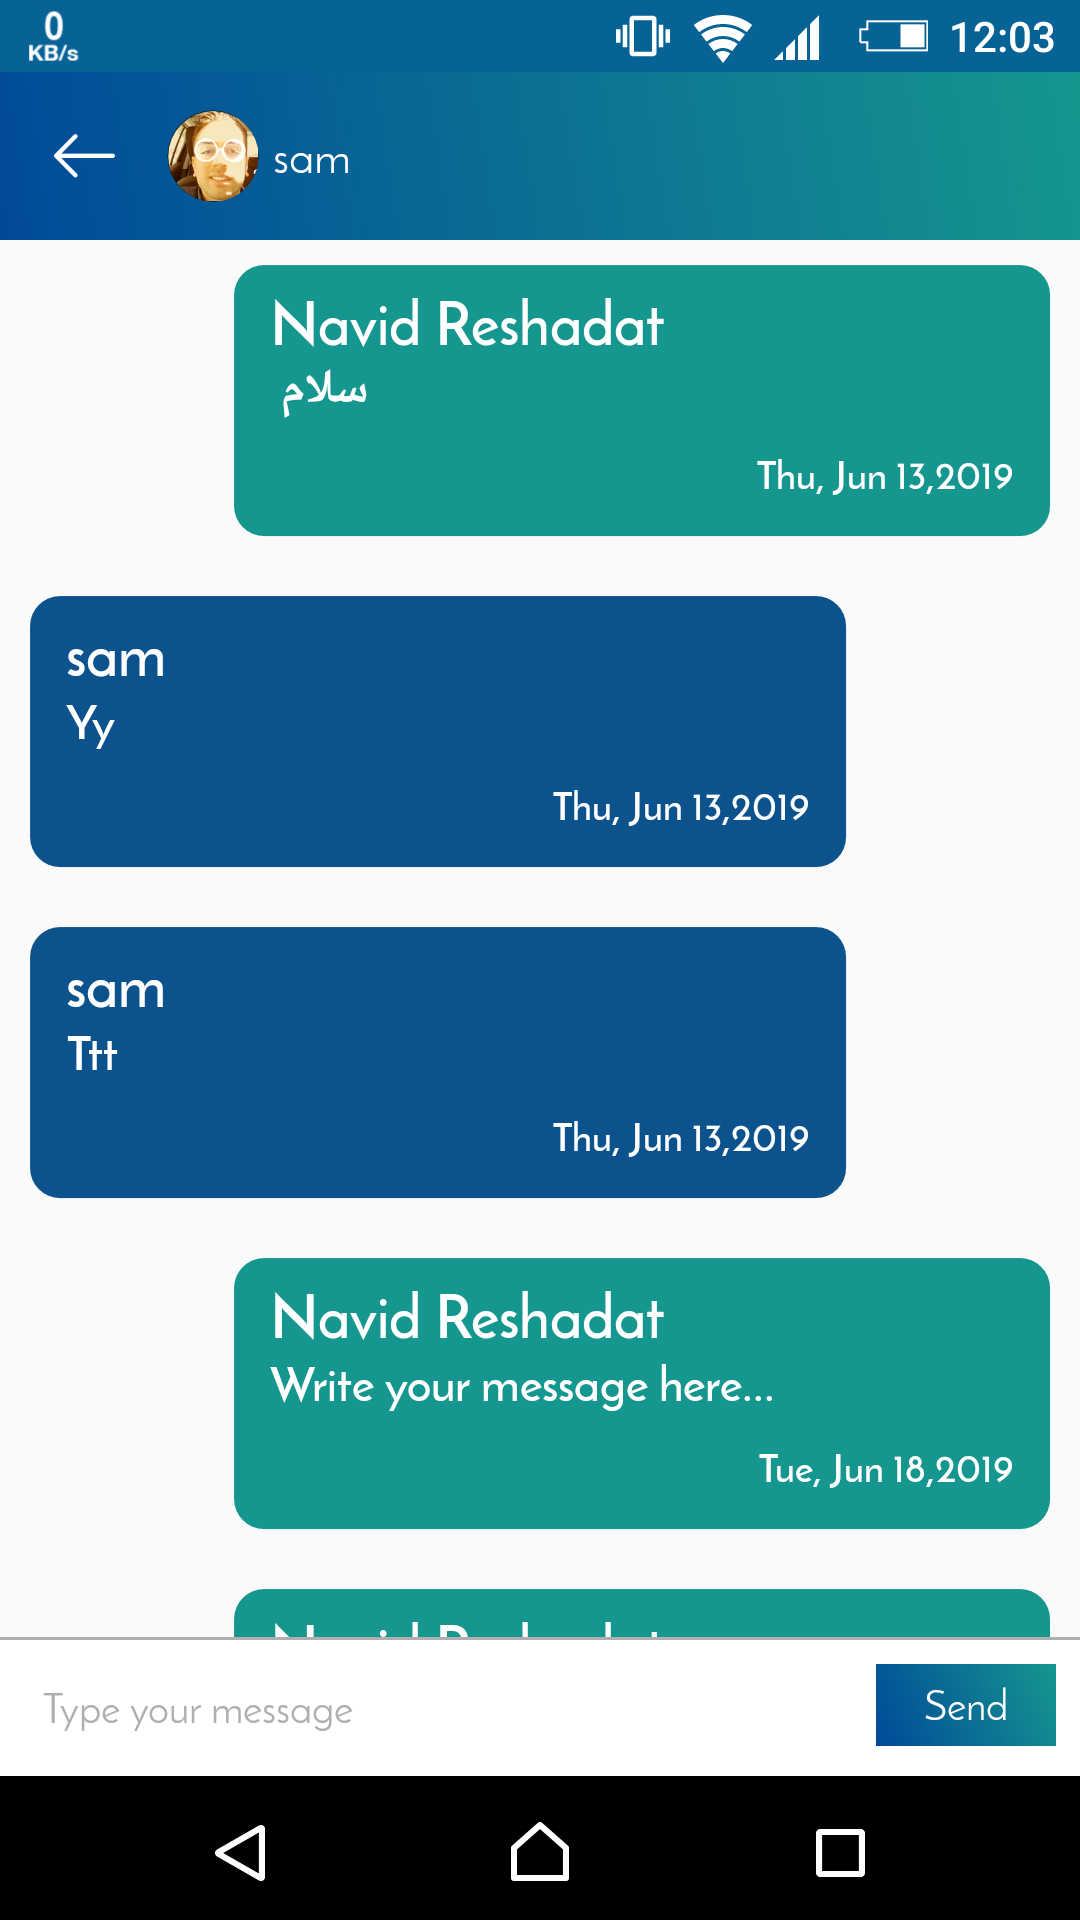 0
KB/s
12:03
sam
Navid Reshadat
سلام
Thu, Jun 13,2019
sam
Yy
Thu, Jun 13,2019
sam
Ttt
Thu, Jun 13,2019
Navid Reshadat
Write your message here...
Tue, Jun 18,2019
Navid Reshadat
Type your message
Send